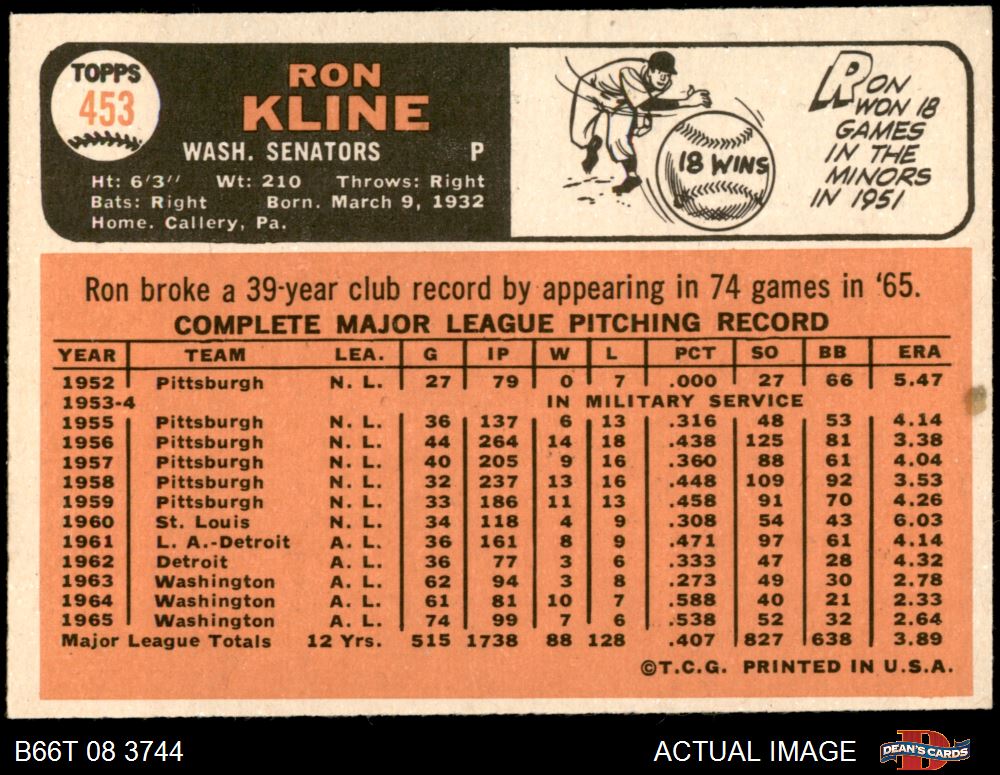 TOPPS
453
RON
KLINE
WASH. SENATORS P
Ht: 6'3" Wt: 210 Throws: Right
Bats: Right Born. March 9, 1932
Home. Callery, Pa.
18 WINS
RON
WON 18
GAMES
IN THE
MINORS
IN 1951
Ron broke a 39-year club record by appearing in 74 games in '65.
COMPLETE MAJOR LEAGUE PITCHING RECORD
YEAR TEAM LEA. G IP W L PCT SO BB ERA
1952 Pittsburgh N. L. 27 79 0 7 .000 27 66 5.47
1953-4 IN MILITARY SERVICE
1955 Pittsburgh N. L. 36 137 6 13 .316 48 53 4.14
1956 Pittsburgh N. L. 44 264 14 18 .438 125 81 3.38
1957 Pittsburgh N. L. 40 205 9 16 .360 88 61 4.04
1958 Pittsburgh N. L. 32 237 13 16 .448 109 92 3.53
1959 Pittsburgh N. L. 33 186 11 13 .458 91 70 4.26
1960 St. Louis N. L. 34 118 4 9 .308 54 43 6.03
1961 L. A.-Detroit A. L. 36 161 8 9 .471 97 61 4.14
1962 Detroit A. L. 36 77 3 6 .333 47 28 4.32
1963 Washington A. L. 62 94 3 8 .273 49 30 2.78
1964 Washington A. L. 61 81 10 7 .588 40 21 2.33
1965 Washington A. L. 74 99 7 6 .538 52 32 2.64
Major League Totals 12 Yrs. 515 1738 88 128 .407 827 638 3.89
©T.C.G. PRINTED IN U.S.A.
B66T 08 3744 ACTUAL IMAGE DEAN'S CARDS